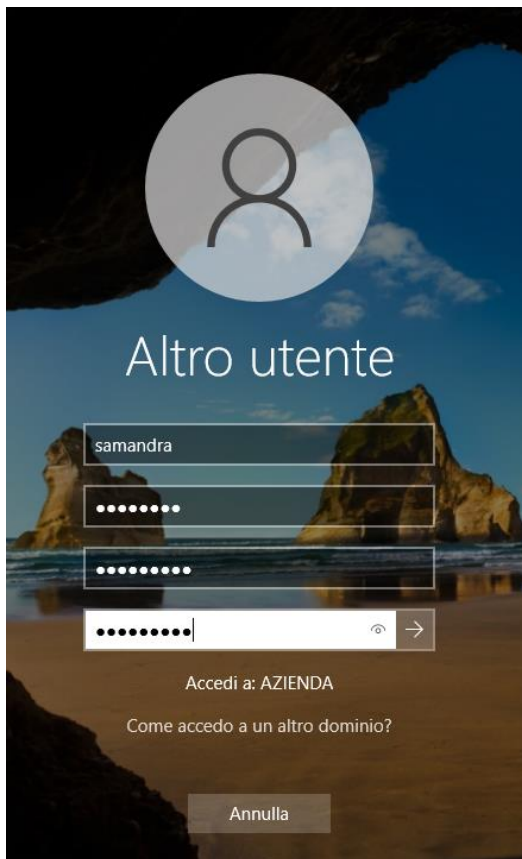 Altro utente
samandra
••••••••
•••••••••
•••••••••
Accedi a: AZIENDA
Come accedo a un altro dominio?
Annulla